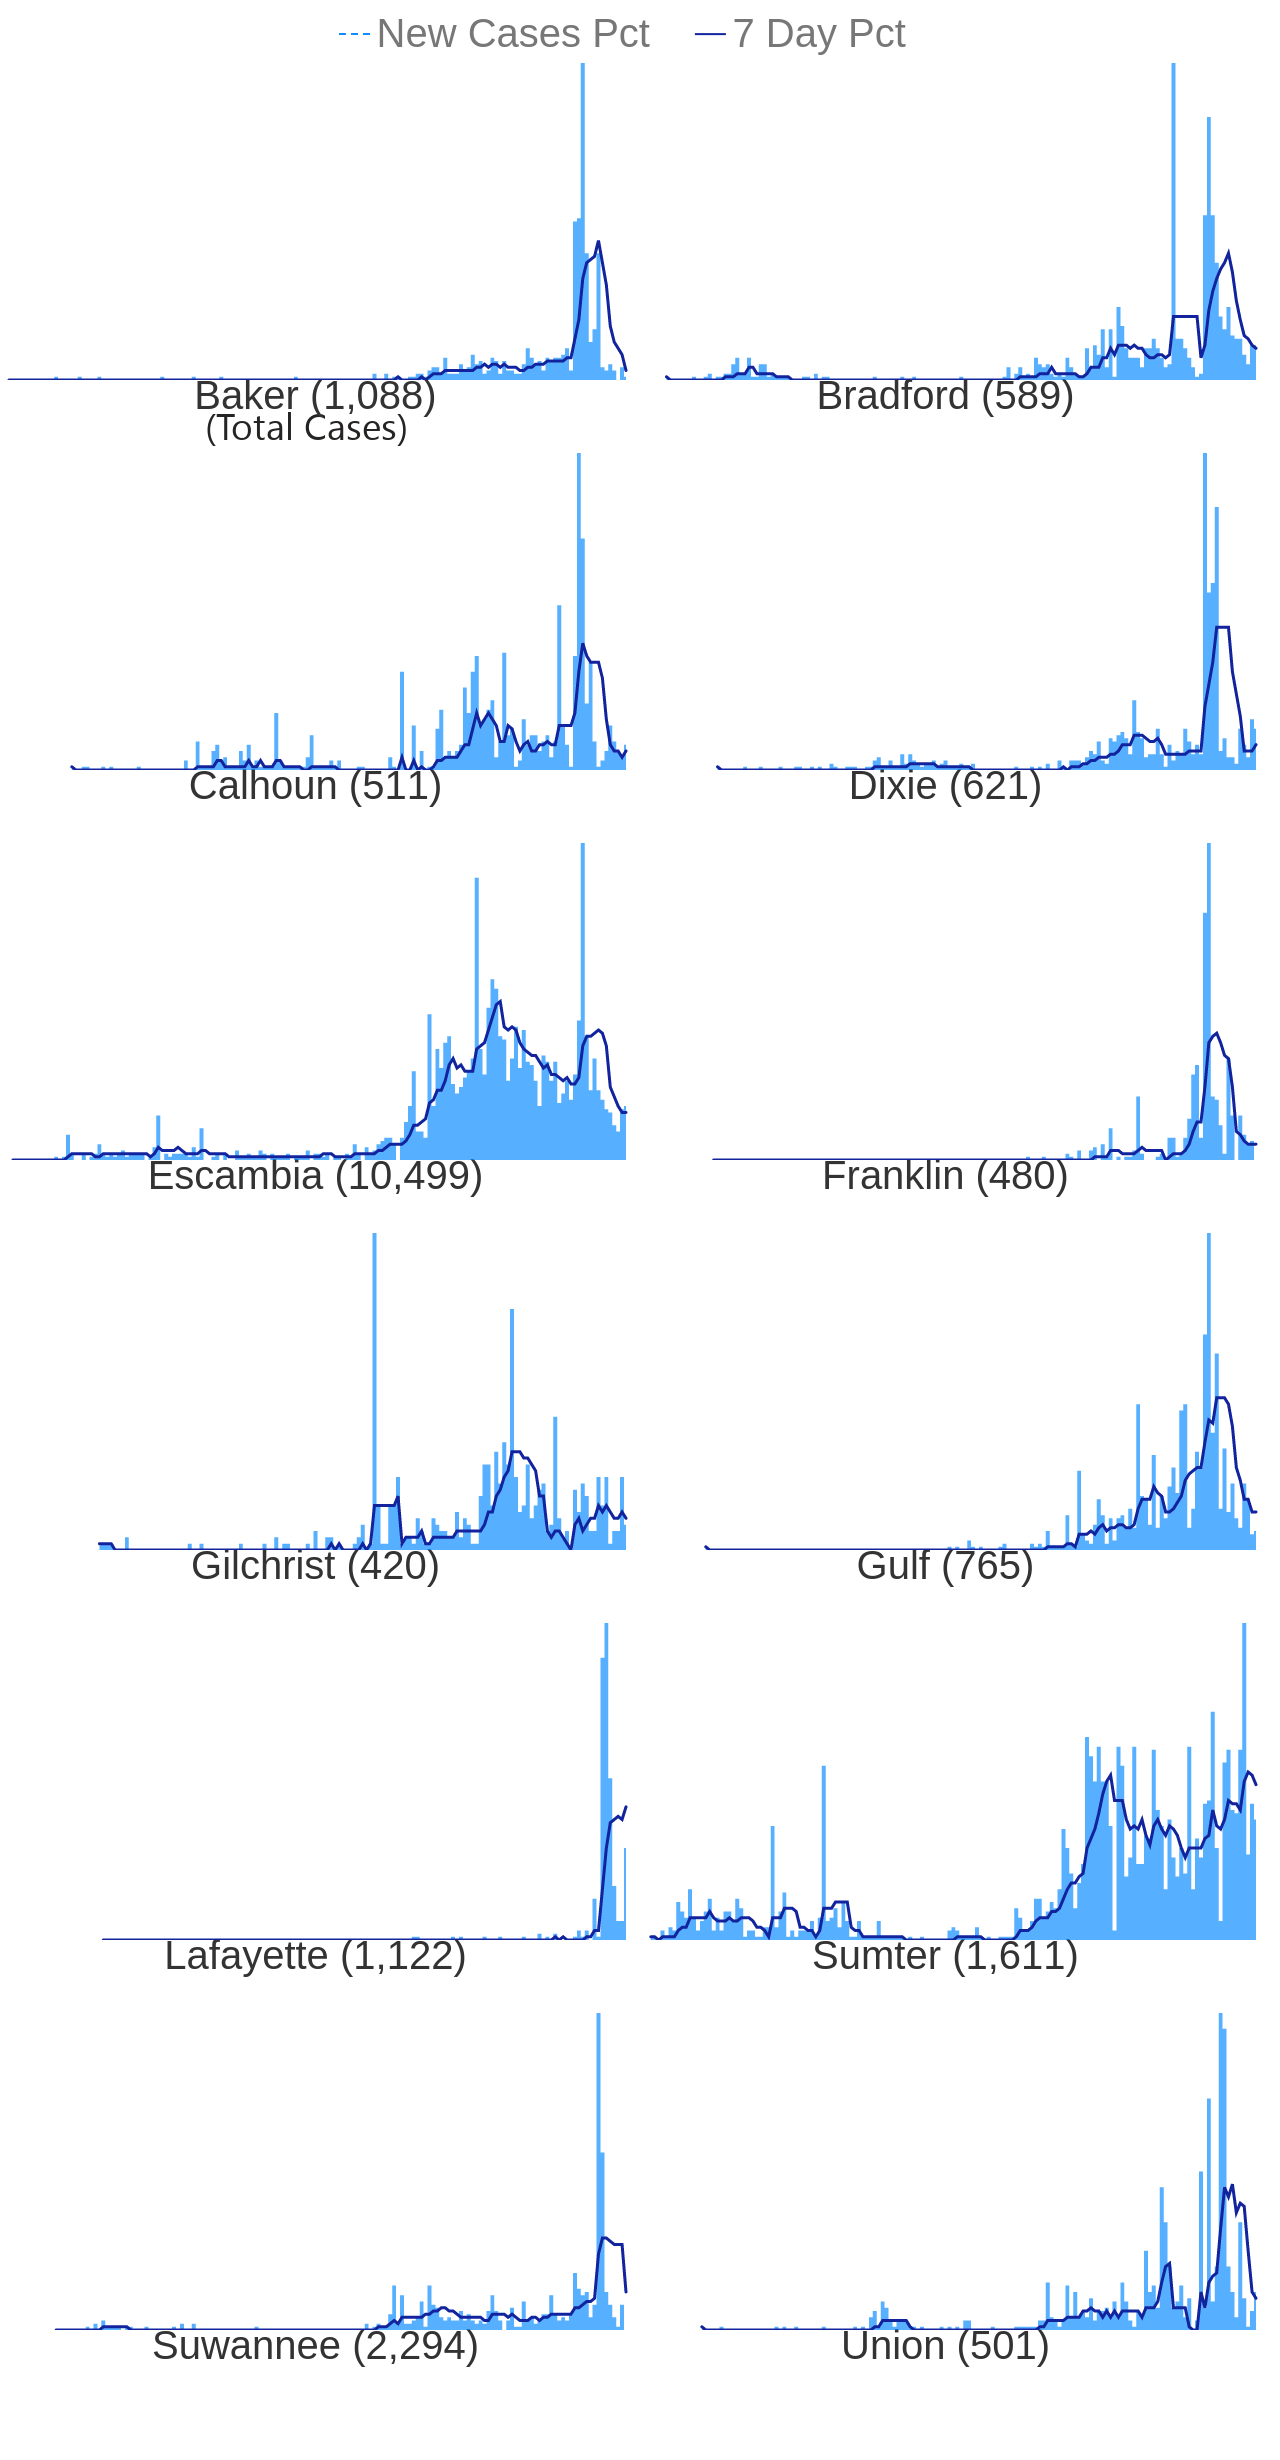 New Cases Pct 7 Day Pct
Baker (1,088) Bradford (589)
(Total Cases)
Calhoun (511) Dixie (621)
Escambia (10,499) Franklin (480)
Gilchrist (420) Gulf (765)
Lafayette (1,122) Sumter (1,611)
Suwannee (2,294) Union (501)